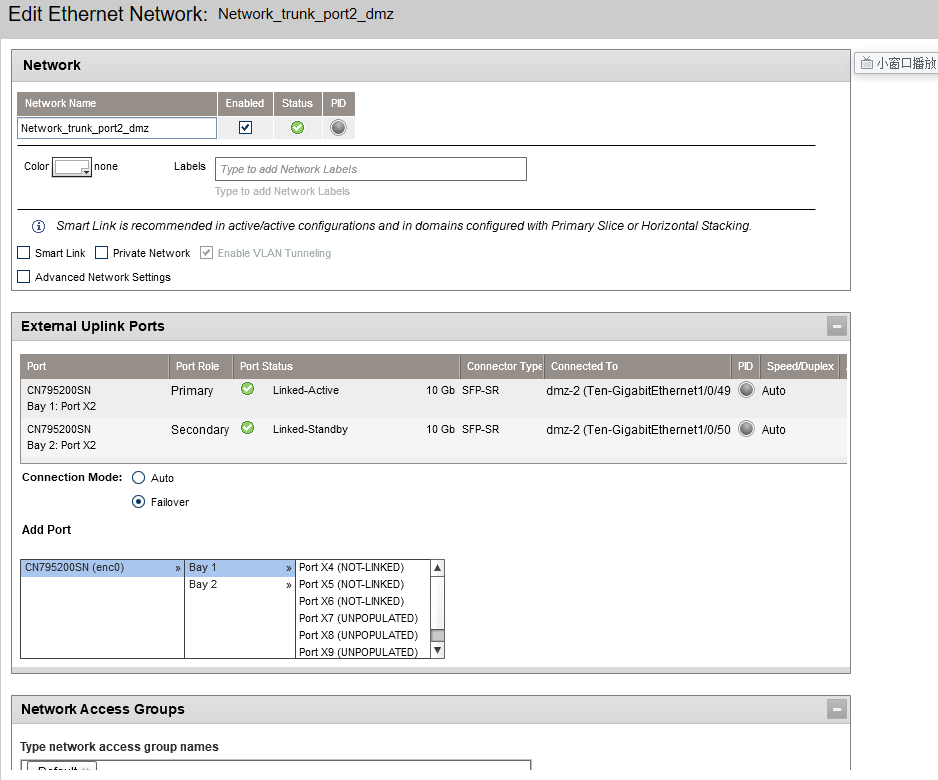 Edit Ethernet Network: Network_trunk_port2_dmz
Network
小窗口播放
Network Name Enabled Status PID
Network_trunk_port2_dmz
Color none Labels Type to add Network Labels
Type to add Network Labels
Smart Link is recommended in active/active configurations and in domains configured with Primary Slice or Horizontal Stacking.
Smart Link Private Network Enable VLAN Tunneling
Advanced Network Settings
External Uplink Ports
Port Port Role Port Status Connector Type Connected To PID Speed/Duplex
CN795200SN Primary Linked-Active 10 Gb SFP-SR dmz-2 (Ten-GigabitEthernet1/0/49 Auto
Bay 1: Port X2
CN795200SN Secondary Linked-Standby 10 Gb SFP-SR dmz-2 (Ten-GigabitEthernet1/0/50 Auto
Bay 2: Port X2
Connection Mode: Auto
Failover
Add Port
CN795200SN (enc0) » Bay 1 » Port X4 (NOT-LINKED)
Bay 2 » Port X5 (NOT-LINKED)
Port X6 (NOT-LINKED)
Port X7 (UNPOPULATED)
Port X8 (UNPOPULATED)
Port X9 (UNPOPULATED)
Network Access Groups
Type network access group names
Default